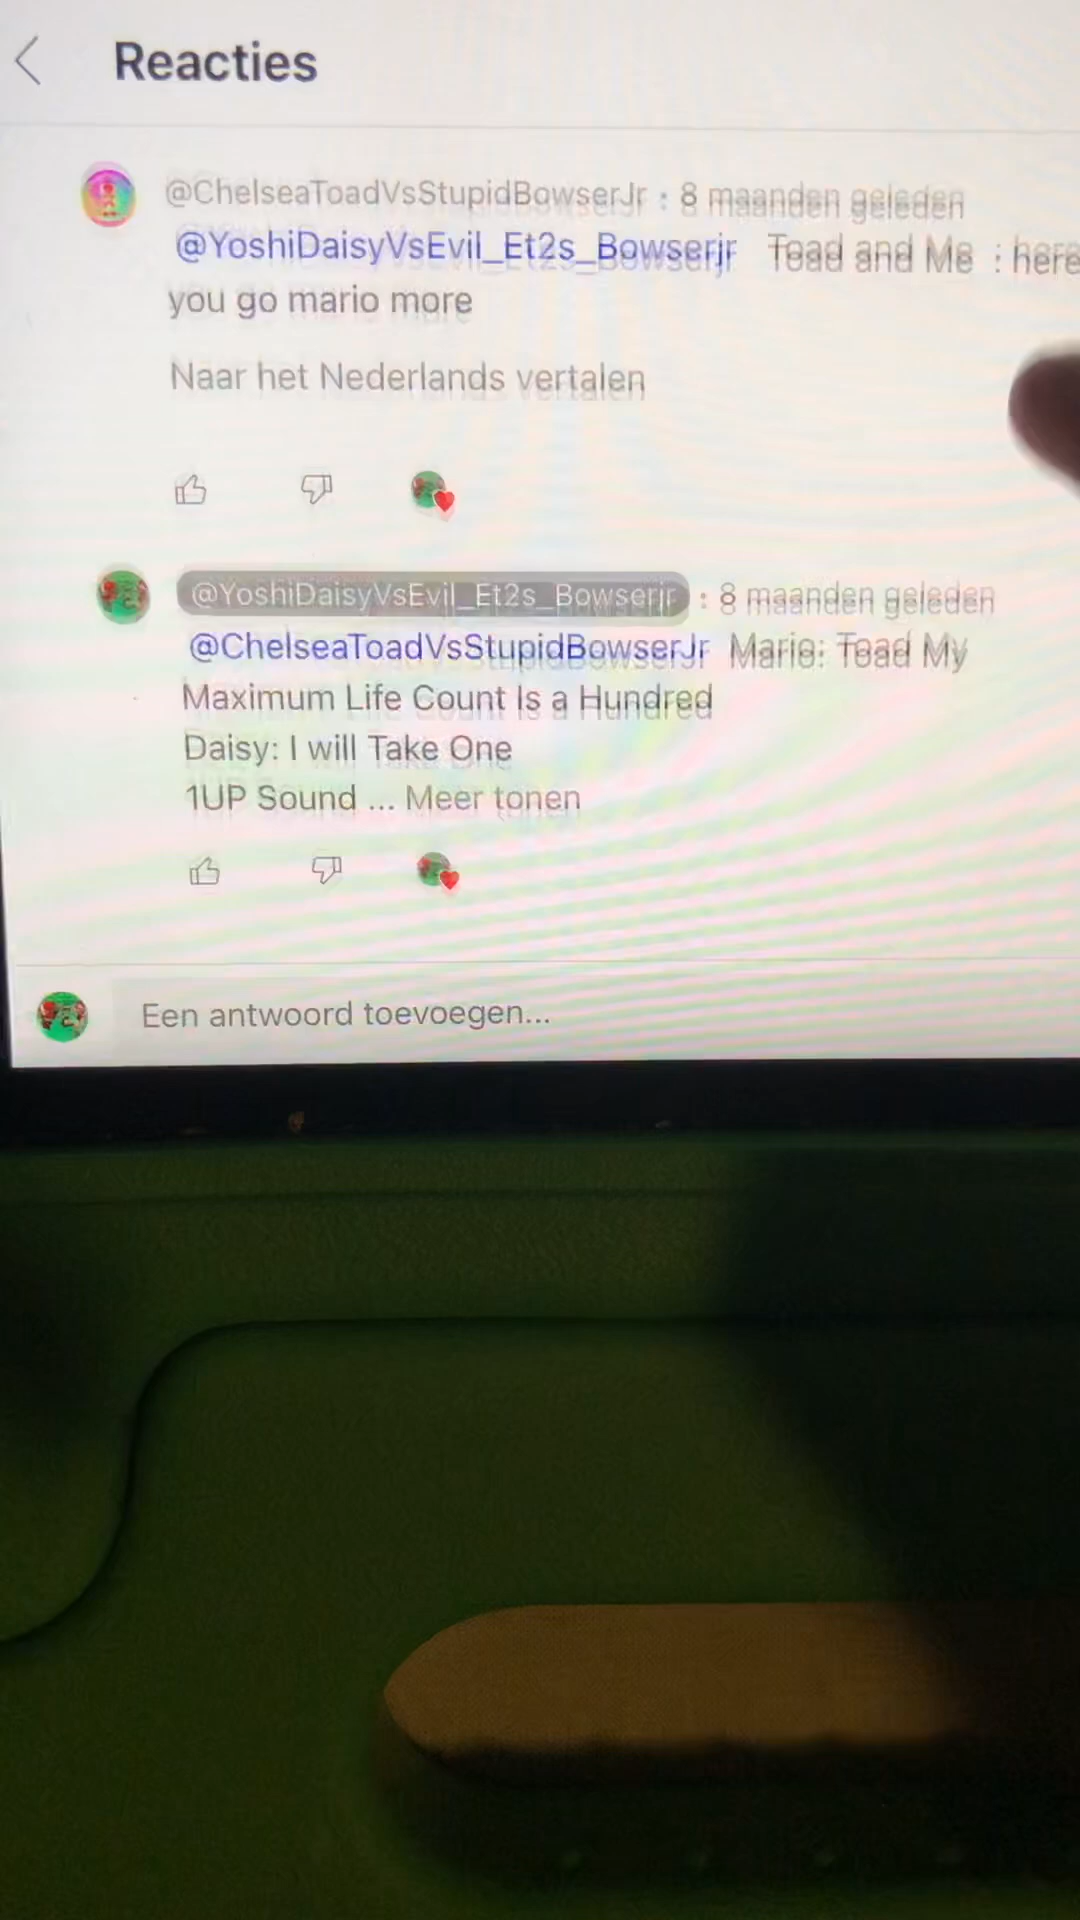 Reacties
@ChelseaToadVsStupidBowserJr : 8 maanden geleden
@YoshiDaisyVsEvil_Et2s_Bowserjr Toad and Me : here
you go mario more
Naar het Nederlands vertalen
@YoshiDaisyVsEvil_Et2s_Bowserjr : 8 maanden geleden
@ChelseaToadVsStupidBowserJr Mario: Toad My
Maximum Life Count Is a Hundred
Daisy: I will Take One
1UP Sound ... Meer tonen
Een antwoord toevoegen...